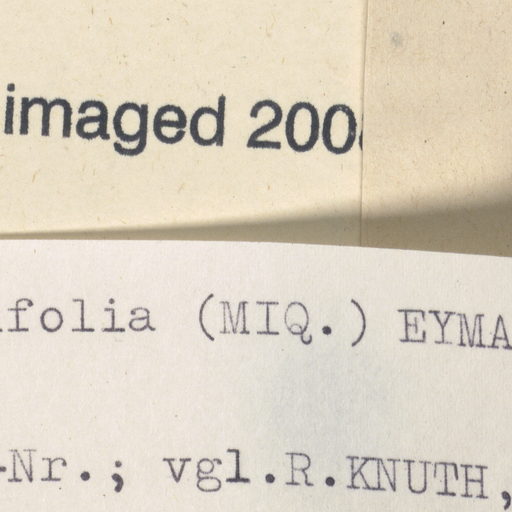 imaged 200
folia (MIQ.) EYMA
-Nr.; vgl.R.KNUTH,